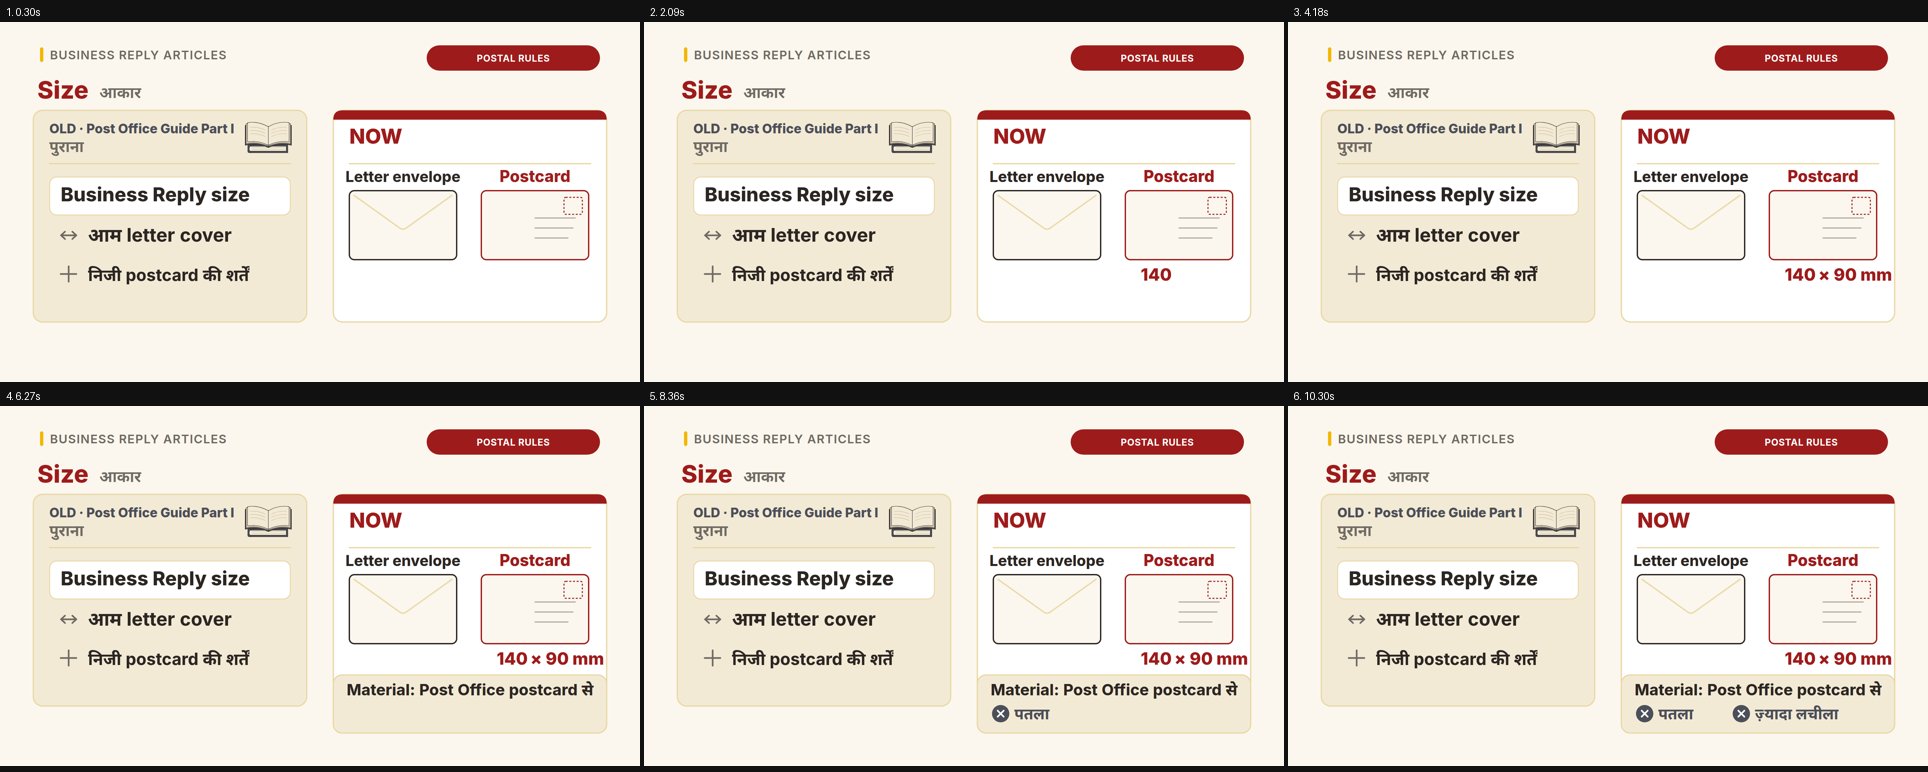 1. 0.30s
BUSINESS REPLY ARTICLES
POSTAL RULES
Size आकार
OLD · Post Office Guide Part I
पुराना
Business Reply size
आम letter cover
निजी postcard की शर्तें
NOW
Letter envelope
Postcard
2. 2.09s
BUSINESS REPLY ARTICLES
POSTAL RULES
Size आकार
OLD · Post Office Guide Part I
पुराना
Business Reply size
आम letter cover
निजी postcard की शर्तें
NOW
Letter envelope
Postcard
140
3. 4.18s
BUSINESS REPLY ARTICLES
POSTAL RULES
Size आकार
OLD · Post Office Guide Part I
पुराना
Business Reply size
आम letter cover
निजी postcard की शर्तें
NOW
Letter envelope
Postcard
140 × 90 mm
4. 6.27s
BUSINESS REPLY ARTICLES
POSTAL RULES
Size आकार
OLD · Post Office Guide Part I
पुराना
Business Reply size
आम letter cover
निजी postcard की शर्तें
NOW
Letter envelope
Postcard
140 × 90 mm
Material: Post Office postcard से
5. 8.36s
BUSINESS REPLY ARTICLES
POSTAL RULES
Size आकार
OLD · Post Office Guide Part I
पुराना
Business Reply size
आम letter cover
निजी postcard की शर्तें
NOW
Letter envelope
Postcard
140 × 90 mm
Material: Post Office postcard से
पतला
6. 10.30s
BUSINESS REPLY ARTICLES
POSTAL RULES
Size आकार
OLD · Post Office Guide Part I
पुराना
Business Reply size
आम letter cover
निजी postcard की शर्तें
NOW
Letter envelope
Postcard
140 × 90 mm
Material: Post Office postcard से
पतला
ज़्यादा लचीला